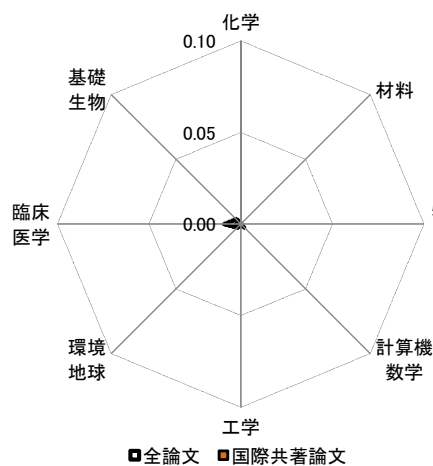 化学
0.10
基礎
生物
材料
0.05
臨床
医学
0.00
環境
地球
計算機
数学
工学
全論文 国際共著論文